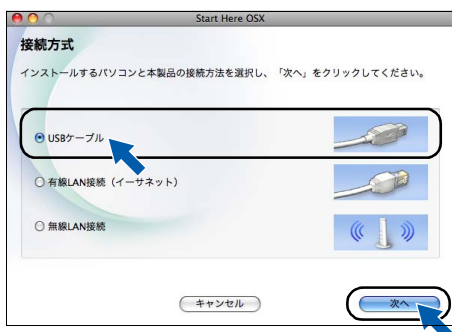 Start Here OSX
接続方式
インストールするパソコンと本製品の接続方法を選択し、「次へ」をクリックしてください。
USBケーブル
有線LAN接続（イーサネット）
無線LAN接続
キャンセル
次へ